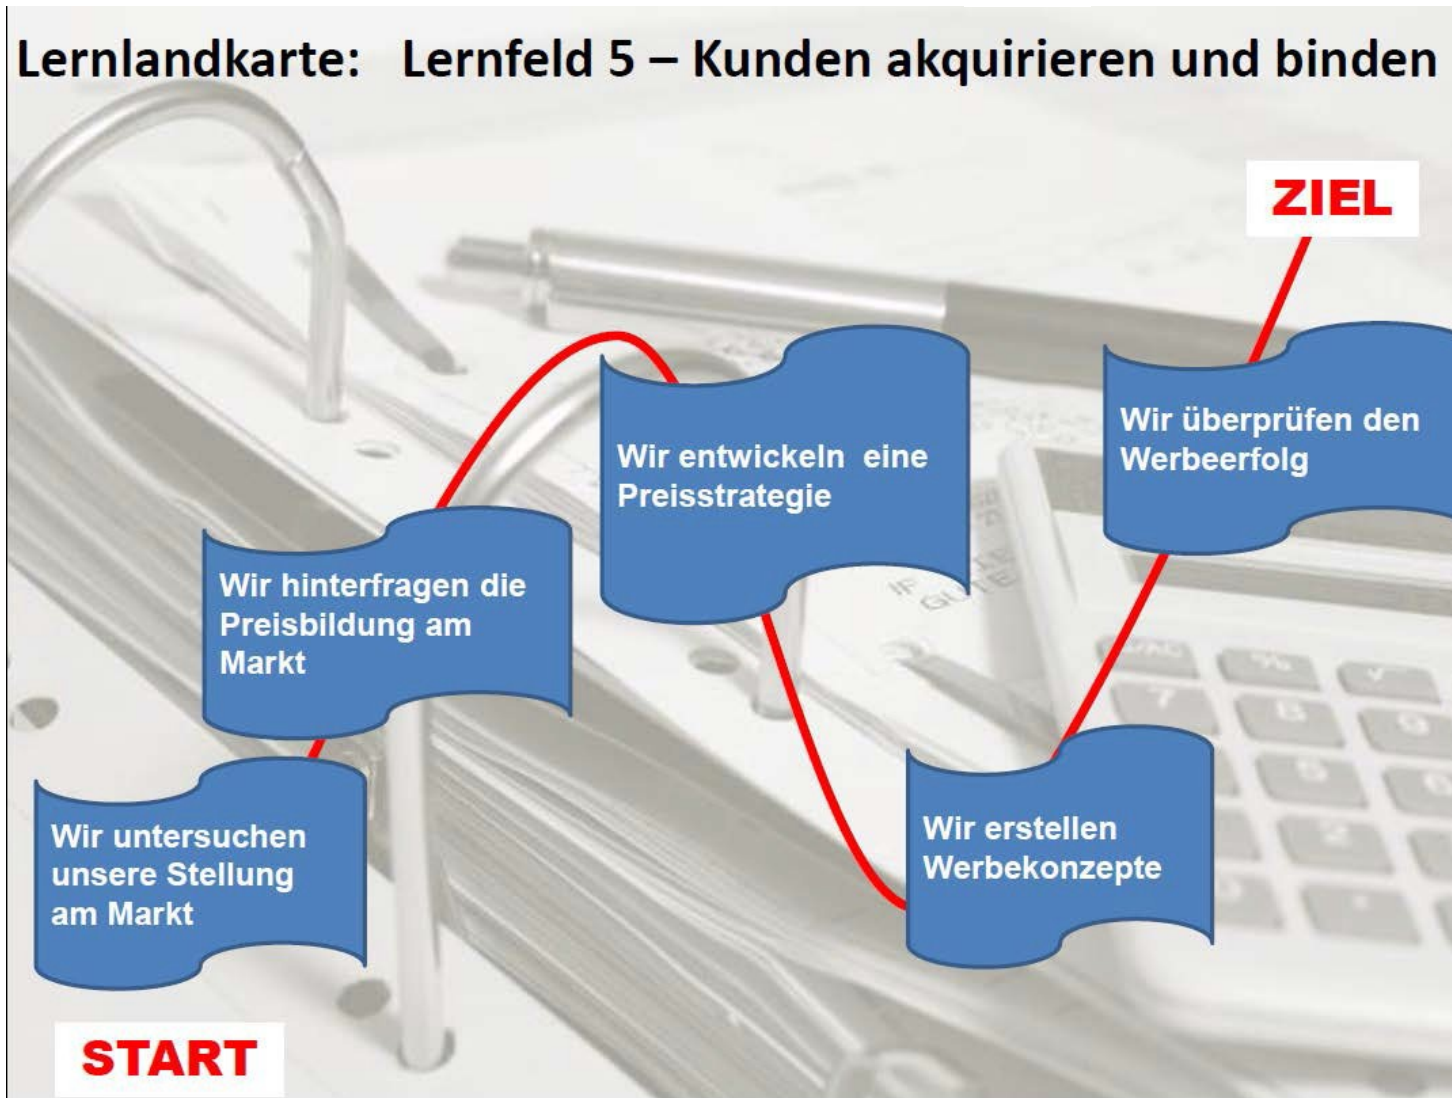 Lernlandkarte: Lernfeld 5 – Kunden akquirieren und binden
ZIEL
Wir überprüfen den
Werbeerfolg
Wir entwickeln eine
Preisstrategie
Wir hinterfragen die
Preisbildung am
Markt
Wir untersuchen
unsere Stellung
am Markt
Wir erstellen
Werbekonzepte
START